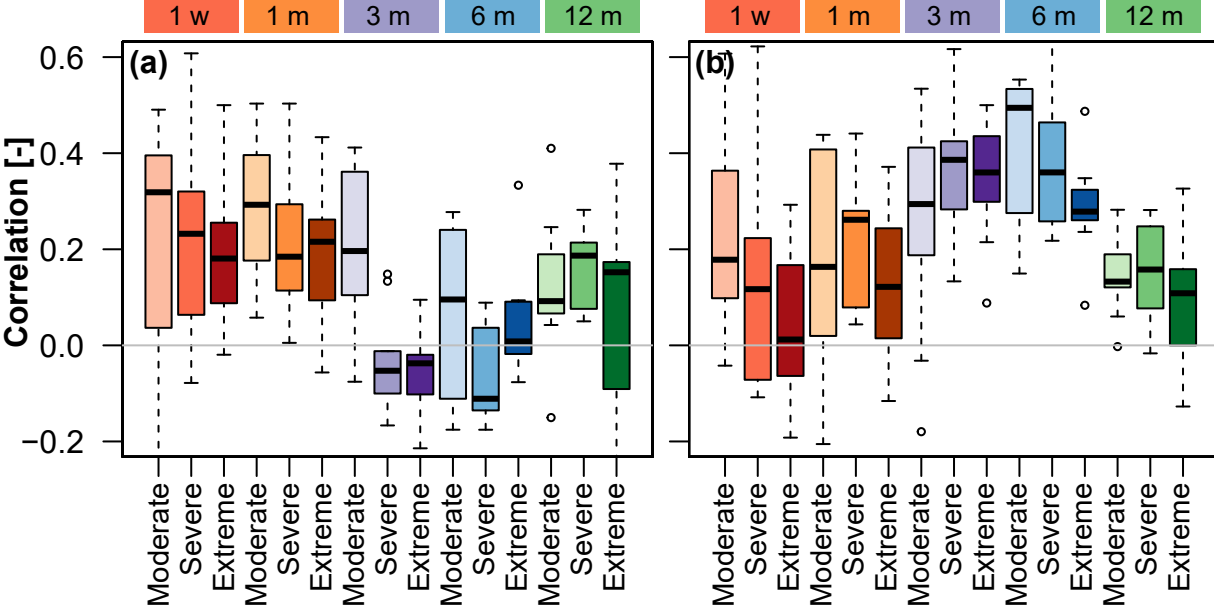 1 w 1 m 3 m 6 m 12 m 1 w 1 m 3 m 6 m 12 m
(a) (b)
Correlation [-]
0.6
0.4
0.2
0.0
−0.2
Moderate Severe Extreme Moderate Severe Extreme Moderate Severe Extreme Moderate Severe Extreme Moderate Severe Extreme
Moderate Severe Extreme Moderate Severe Extreme Moderate Severe Extreme Moderate Severe Extreme Moderate Severe Extreme